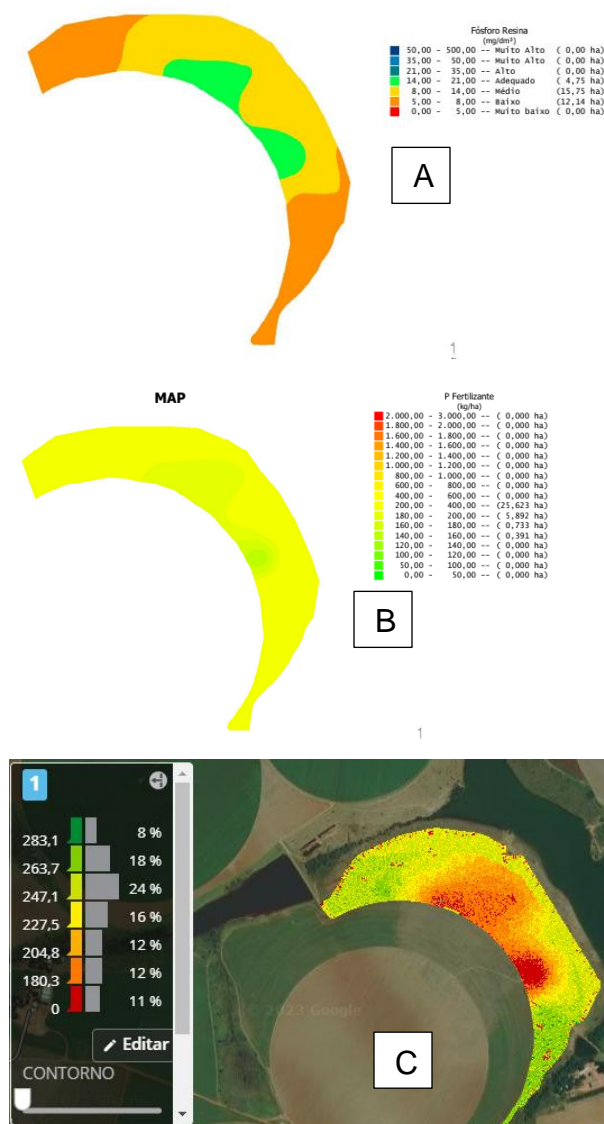 Fósforo Resina
(mg/dm³)
50,00 - 500,00 -- Muito Alto ( 0,00 ha)
35,00 - 50,00 -- Muito Alto ( 0,00 ha)
21,00 - 35,00 -- Alto ( 0,00 ha)
14,00 - 21,00 -- Adequado ( 4,75 ha)
8,00 - 14,00 -- Médio (15,75 ha)
5,00 - 8,00 -- Baixo (12,14 ha)
0,00 - 5,00 -- Muito baixo ( 0,00 ha)
A
1
MAP
P Fertilizante
(kg/ha)
2.000,00 - 3.000,00 -- ( 0,000 ha)
1.800,00 - 2.000,00 -- ( 0,000 ha)
1.600,00 - 1.800,00 -- ( 0,000 ha)
1.400,00 - 1.600,00 -- ( 0,000 ha)
1.200,00 - 1.400,00 -- ( 0,000 ha)
1.000,00 - 1.200,00 -- ( 0,000 ha)
800,00 - 1.000,00 -- ( 0,000 ha)
600,00 - 800,00 -- ( 0,000 ha)
400,00 - 600,00 -- ( 0,000 ha)
200,00 - 400,00 -- (25,623 ha)
180,00 - 200,00 -- ( 5,892 ha)
160,00 - 180,00 -- ( 0,733 ha)
140,00 - 160,00 -- ( 0,391 ha)
120,00 - 140,00 -- ( 0,000 ha)
100,00 - 120,00 -- ( 0,000 ha)
50,00 - 100,00 -- ( 0,000 ha)
0,00 - 50,00 -- ( 0,000 ha)
B
1
1
8 %
283,1
18 %
263,7
24 %
247,1
16 %
227,5
12 %
204,8
12 %
180,3
11 %
0
Editar
CONTORNO
© 2023 Google
C